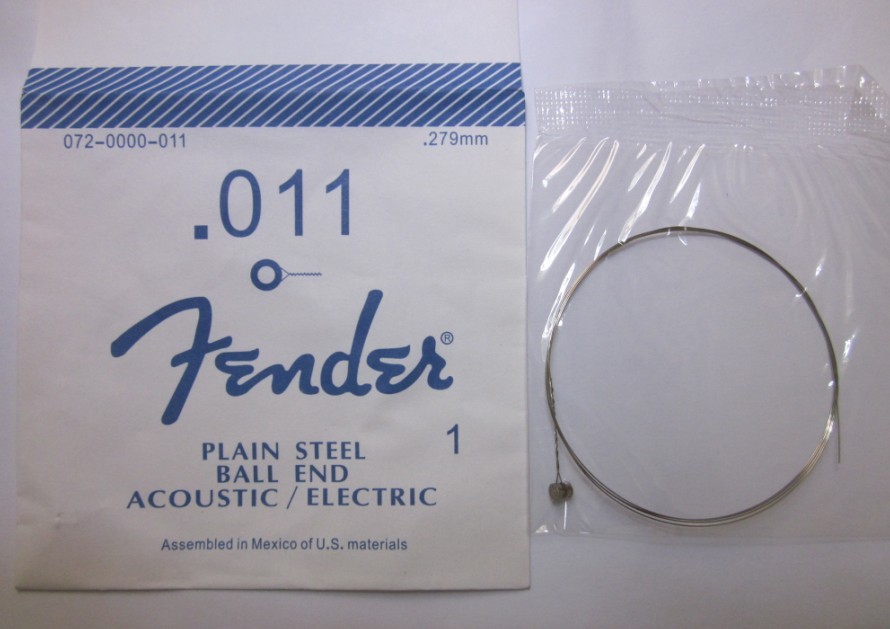 072-0000-011 .279mm
.011
Fender®
1
PLAIN STEEL
BALL END
ACOUSTIC / ELECTRIC
Assembled in Mexico of U.S. materials